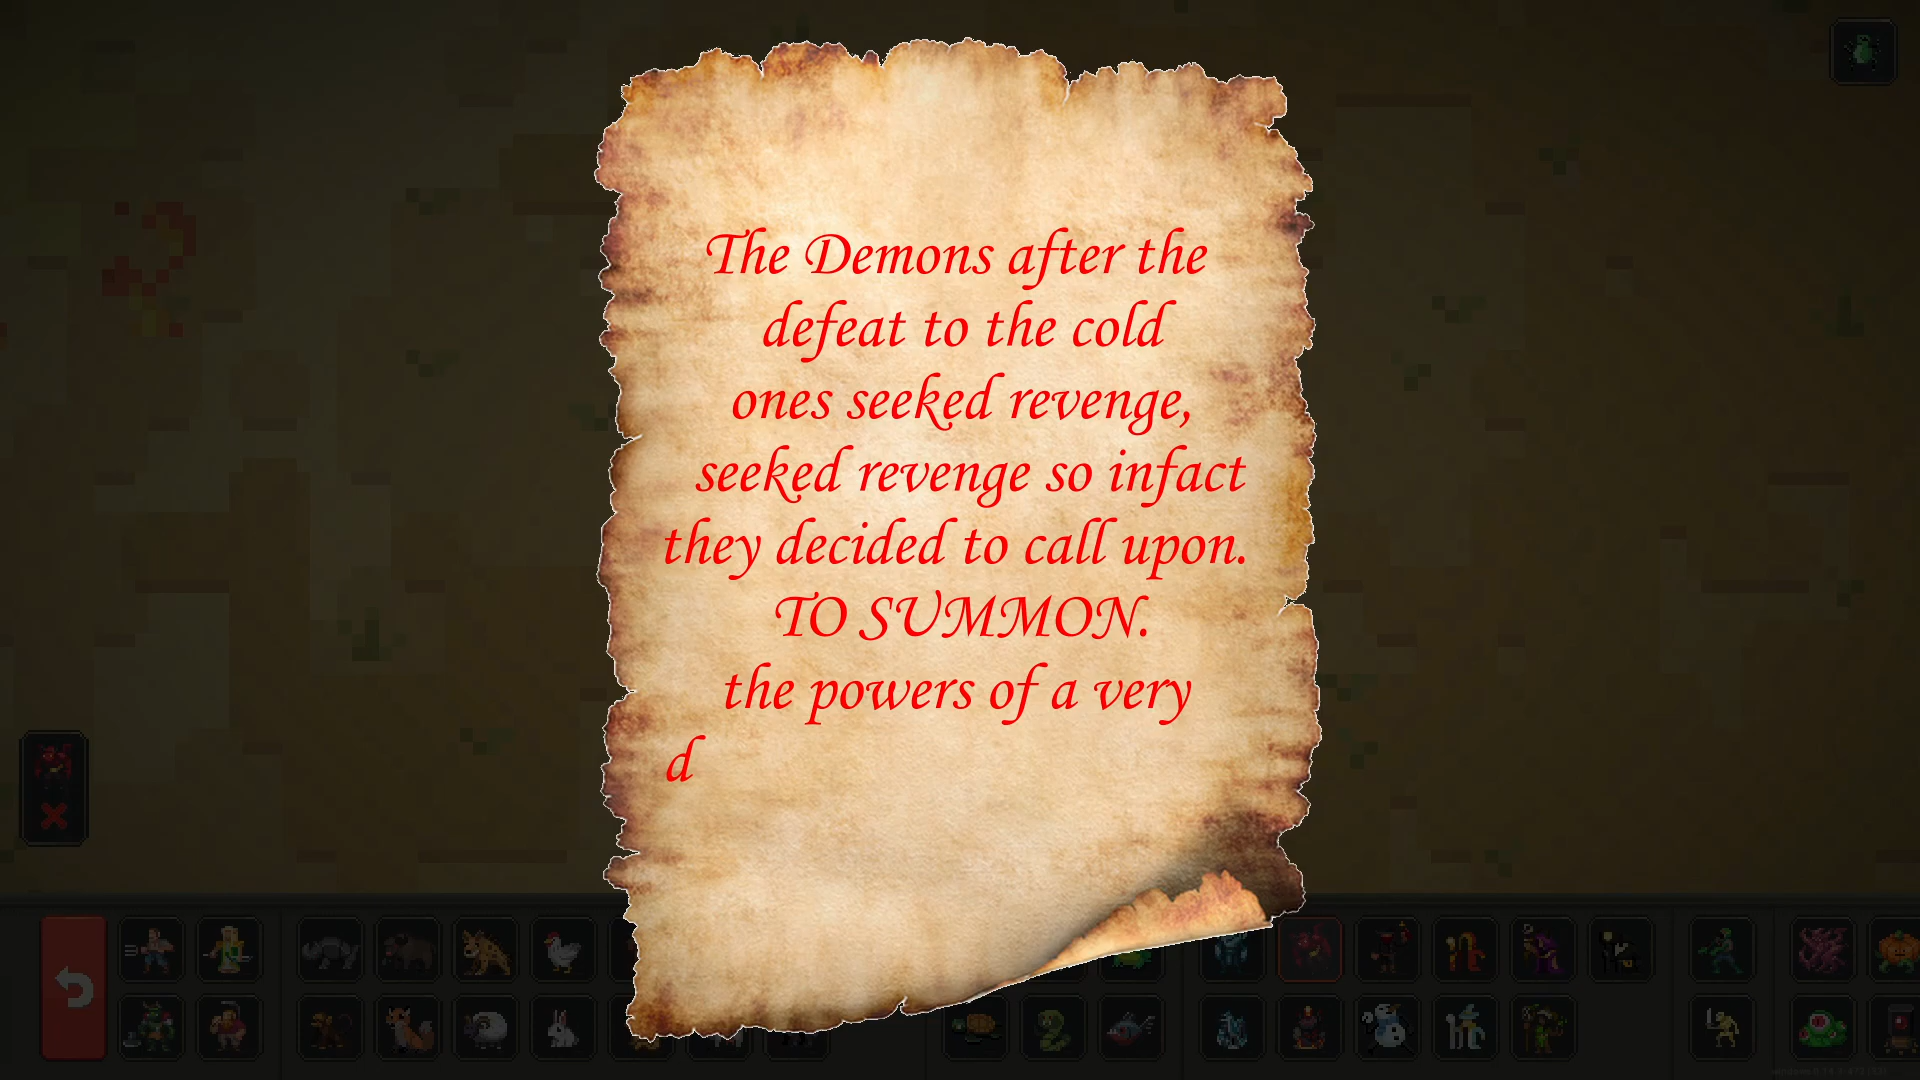 The Demons after the
defeat to the cold
ones seeked revenge,
seeked revenge so infact
they decided to call upon.
TO SUMMON.
the powers of a very
d